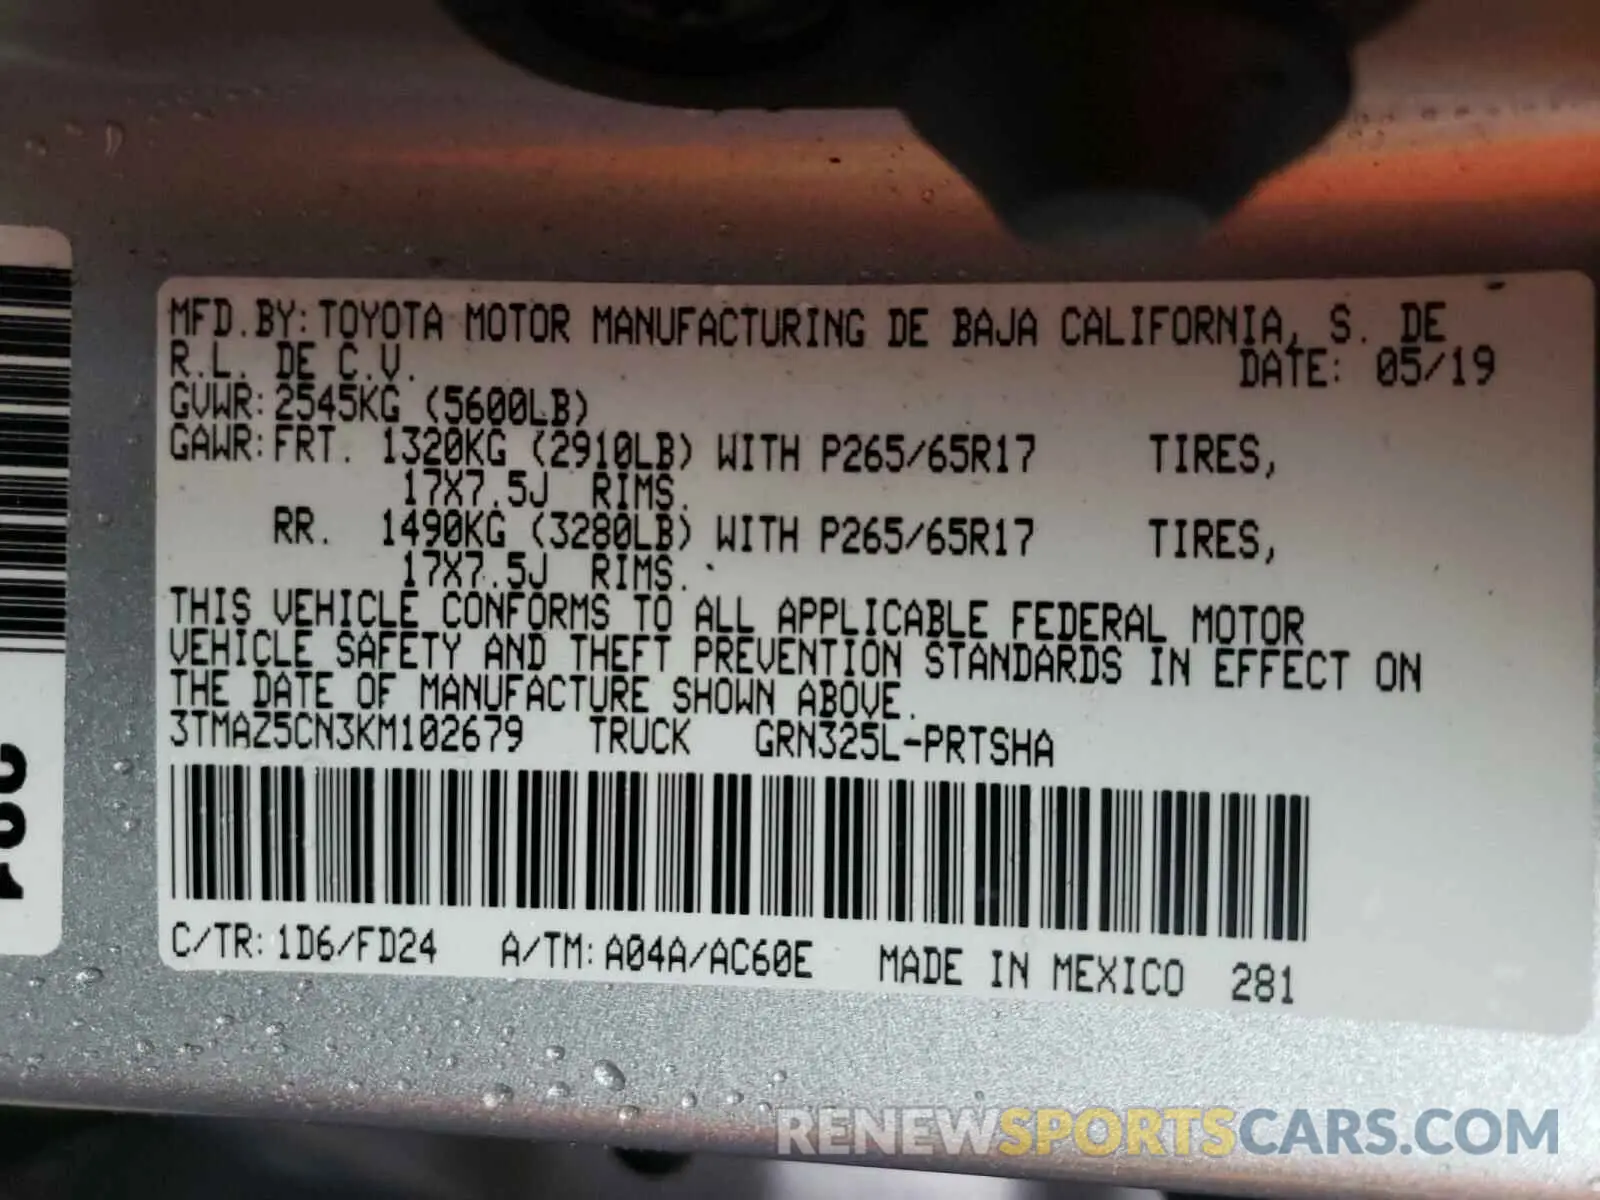 MFD.BY: TOYOTA MOTOR MANUFACTURING DE BAJA CALIFORNIA, S. DE
R.L. DE C.V.
DATE: 05/19
GVWR: 2545KG (5600LB)
GAWR: FRT. 1320KG (2910LB) WITH P265/65R17 TIRES,
17X7.5J RIMS.
RR. 1490KG (3280LB) WITH P265/65R17 TIRES,
17X7.5J RIMS.
THIS VEHICLE CONFORMS TO ALL APPLICABLE FEDERAL MOTOR
VEHICLE SAFETY AND THEFT PREVENTION STANDARDS IN EFFECT ON
THE DATE OF MANUFACTURE SHOWN ABOVE.
3TMAZ5CN3KM102679 TRUCK GRN325L-PRTSHA
C/TR: 1D6/FD24 A/TM: A04A/AC60E MADE IN MEXICO 281
281
RENEWSPORTSCARS.COM